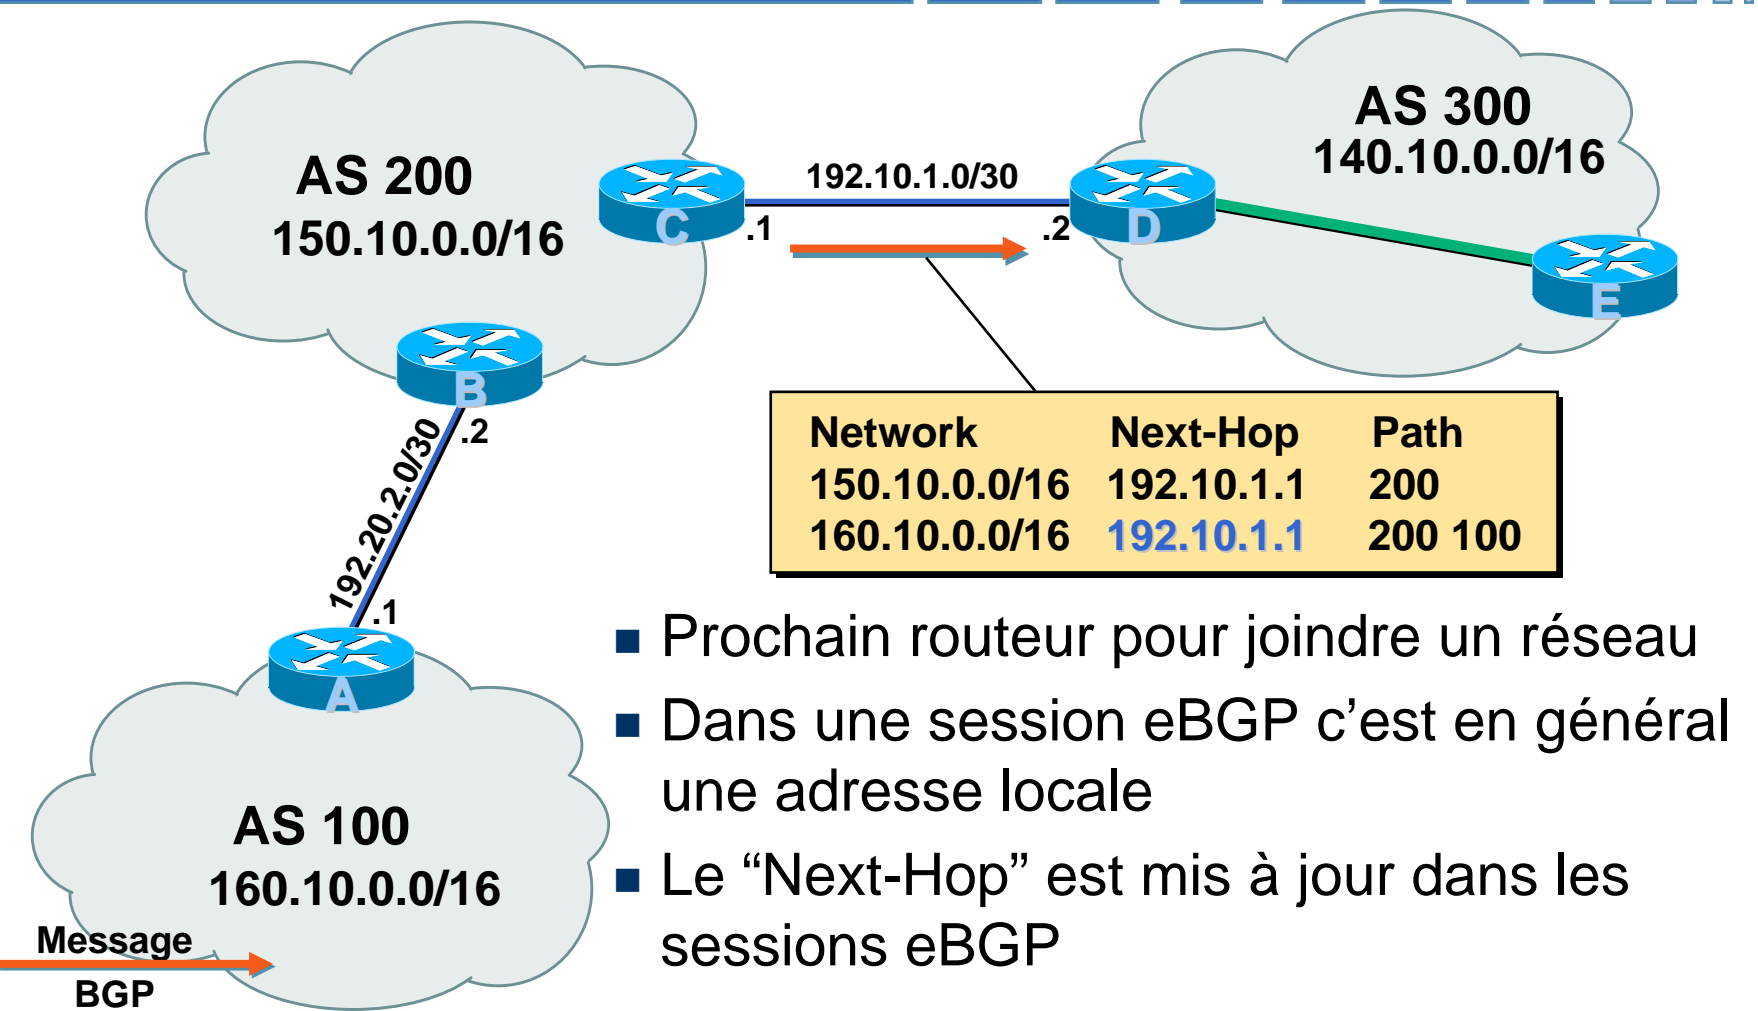 AS 300
140.10.0.0/16
AS 200
150.10.0.0/16
192.10.1.0/30
C
.1
.2
D
E
B
.2
192.20.2.0/30
.1
A
Network Next-Hop Path
150.10.0.0/16 192.10.1.1 200
160.10.0.0/16 192.10.1.1 200 100
AS 100
160.10.0.0/16
Message
BGP
Prochain routeur pour joindre un réseau
Dans une session eBGP c’est en général
une adresse locale
Le “Next-Hop” est mis à jour dans les
sessions eBGP